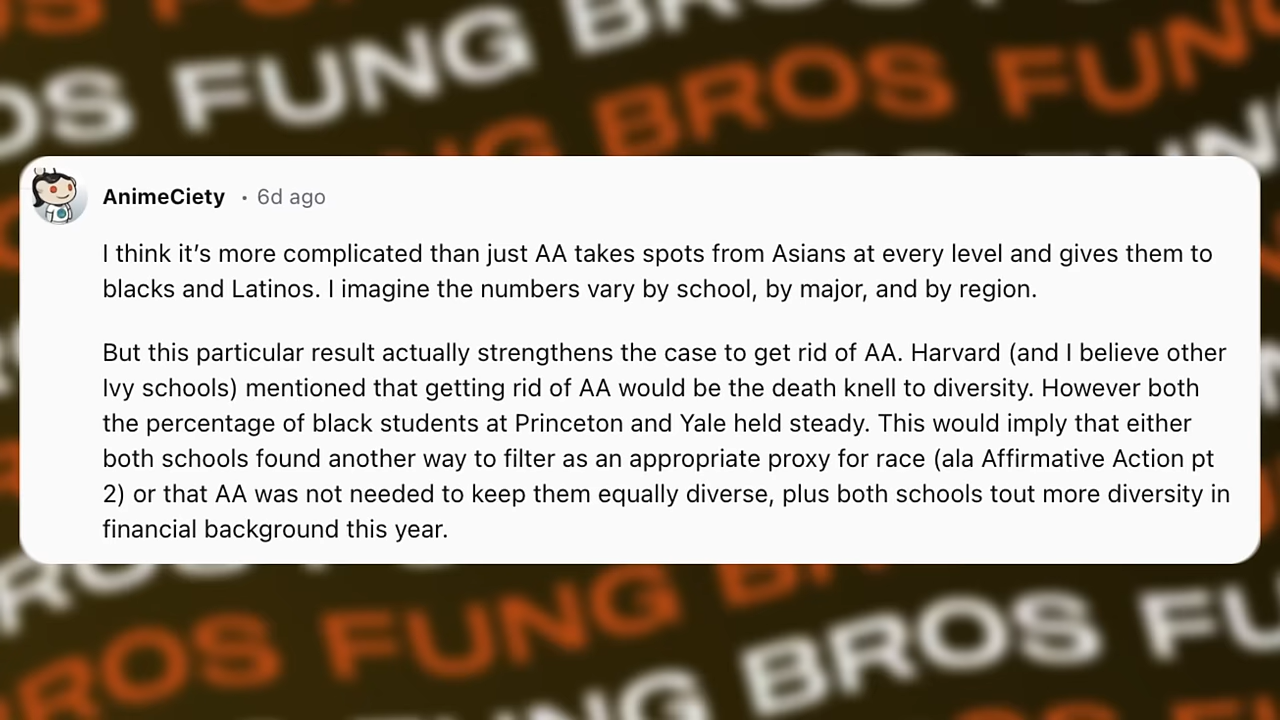 OS FUNG BROS FUNG
BROS FUNG
AnimeCiety • 6d ago
I think it’s more complicated than just AA takes spots from Asians at every level and gives them to
blacks and Latinos. I imagine the numbers vary by school, by major, and by region.
But this particular result actually strengthens the case to get rid of AA. Harvard (and I believe other
Ivy schools) mentioned that getting rid of AA would be the death knell to diversity. However both
the percentage of black students at Princeton and Yale held steady. This would imply that either
both schools found another way to filter as an appropriate proxy for race (ala Affirmative Action pt
2) or that AA was not needed to keep them equally diverse, plus both schools tout more diversity in
financial background this year.
BROS FUNG
BROS FU